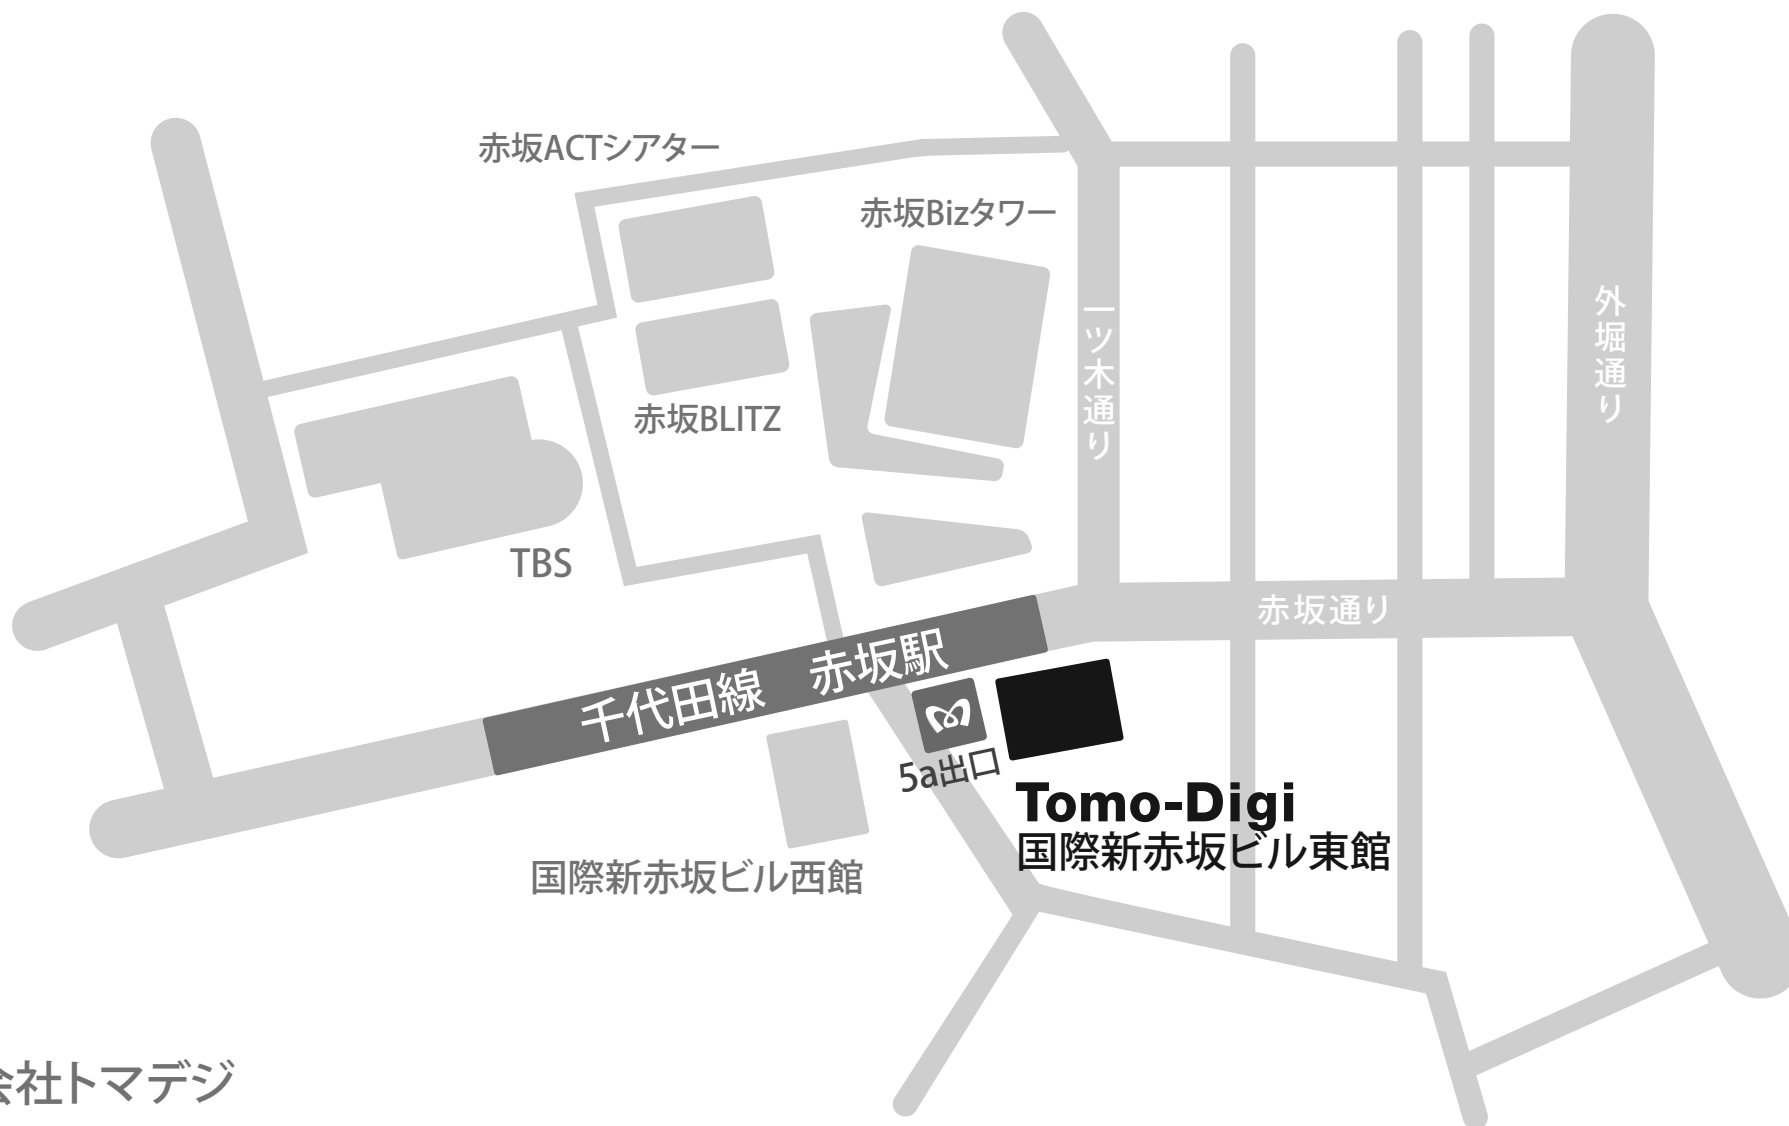 赤坂ACTシアター
赤坂Bizタワー
一ツ木通り
外堀通り
赤坂BLITZ
TBS
赤坂通り
千代田線　赤坂駅
5a出口
Tomo-Digi
国際新赤坂ビル東館
国際新赤坂ビル西館
会社トマデジ